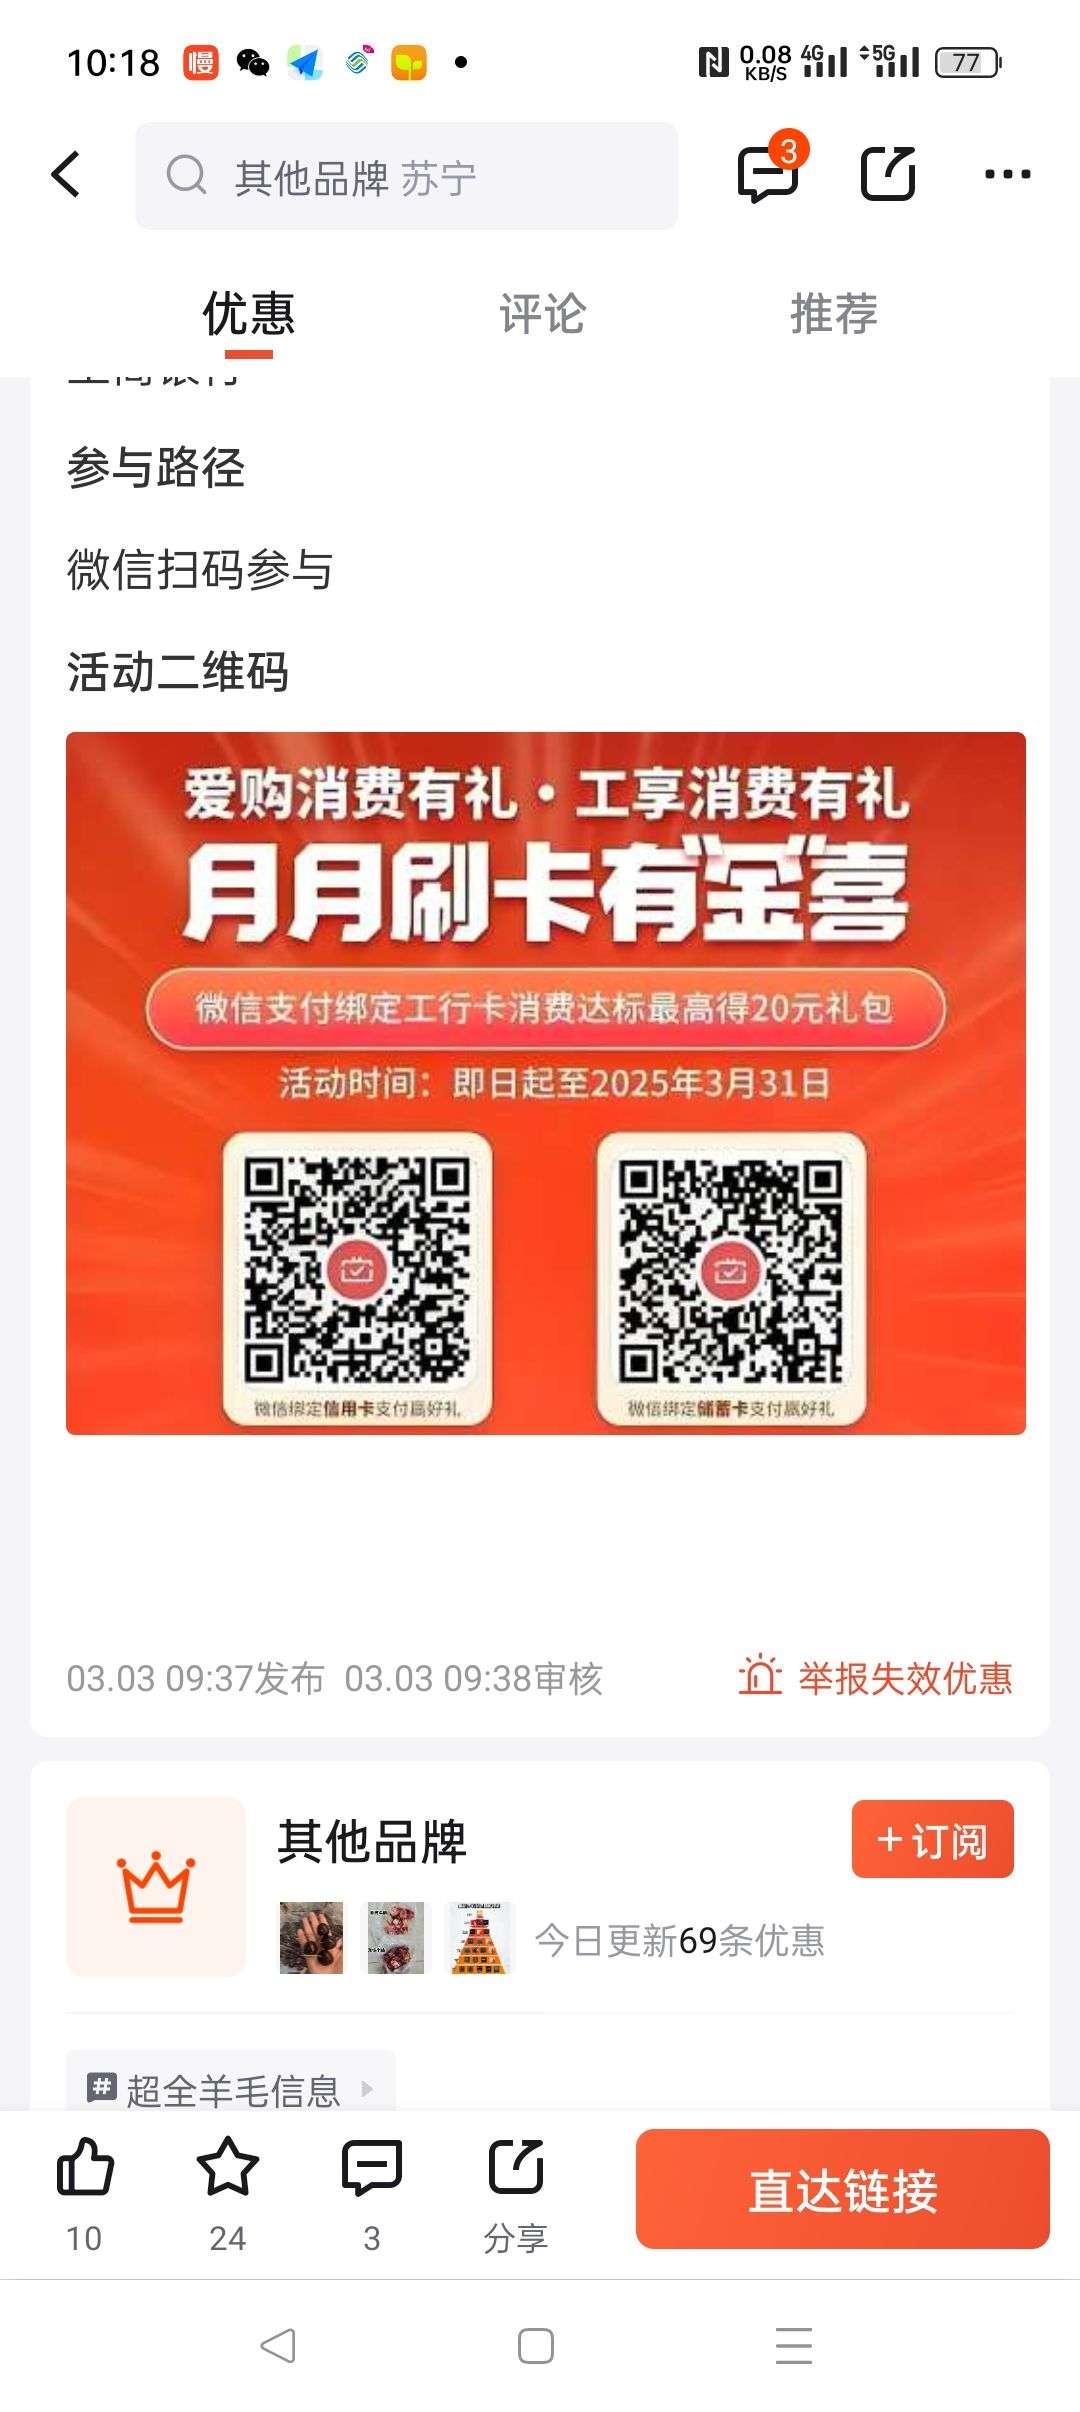 10:18 慢 0.08 KB/S 4G 5G 77
其他品牌 苏宁 3
优惠 评论 推荐
工商银行
参与路径
微信扫码参与
活动二维码
爱购消费有礼·工享消费有礼
月月刷卡有"金"喜
微信支付绑定工行卡消费达标最高得20元礼包
活动时间：即日起至2025年3月31日
微信绑定信用卡支付赢好礼 微信绑定储蓄卡支付赢好礼
03.03 09:37发布 03.03 09:38审核 举报失效优惠
其他品牌 +订阅
今日更新69条优惠
# 超全羊毛信息
10 24 3 分享 直达链接